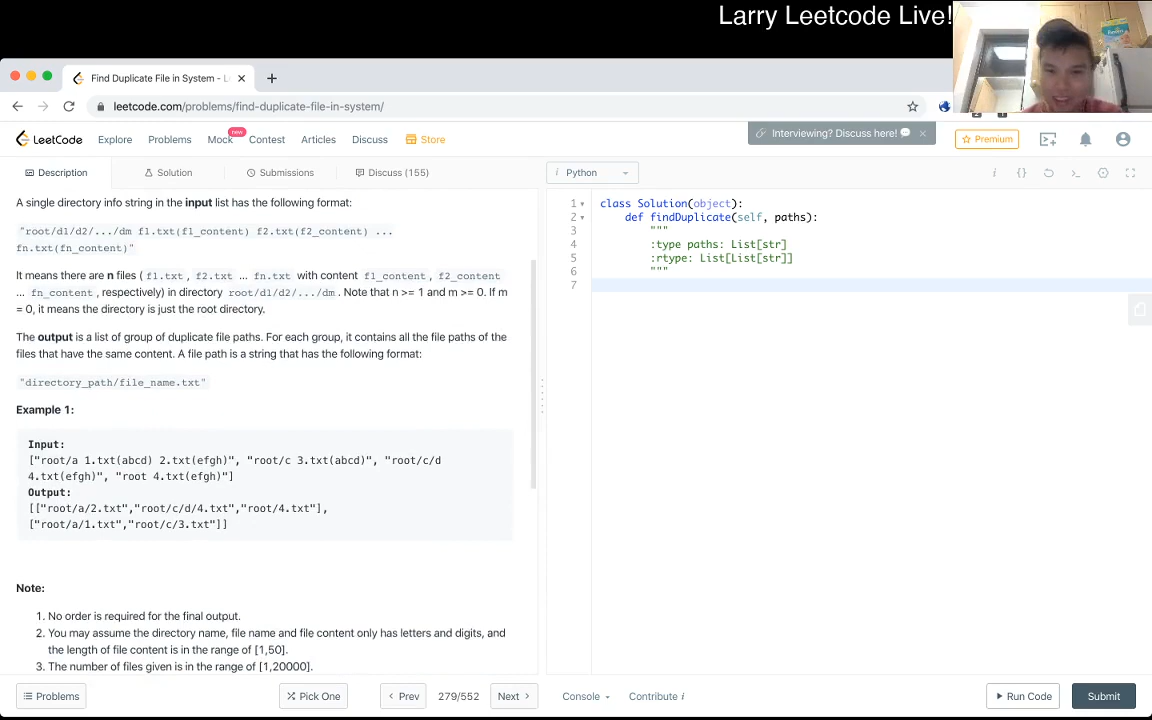 Larry Leetcode Live!
Find Duplicate File in System - L
leetcode.com/problems/find-duplicate-file-in-system/
LeetCode
Explore
Problems
Mock
new
Contest
Articles
Discuss
Store
Interviewing? Discuss here!
Premium
Description
Solution
Submissions
Discuss (155)
i Python
A single directory info string in the input list has the following format:
"root/d1/d2/.../dm f1.txt(f1_content) f2.txt(f2_content) ...
fn.txt(fn_content)"
It means there are n files ( f1.txt , f2.txt ... fn.txt with content f1_content , f2_content
... fn_content , respectively) in directory root/d1/d2/.../dm . Note that n >= 1 and m >= 0. If m
= 0, it means the directory is just the root directory.
The output is a list of group of duplicate file paths. For each group, it contains all the file paths of the
files that have the same content. A file path is a string that has the following format:
"directory_path/file_name.txt"
Example 1:
Input:
["root/a 1.txt(abcd) 2.txt(efgh)", "root/c 3.txt(abcd)", "root/c/d
4.txt(efgh)", "root 4.txt(efgh)"]
Output:
[["root/a/2.txt","root/c/d/4.txt","root/4.txt"],
["root/a/1.txt","root/c/3.txt"]]
Note:
1. No order is required for the final output.
2. You may assume the directory name, file name and file content only has letters and digits, and
the length of file content is in the range of [1,50].
3. The number of files given is in the range of [1,20000].
1 class Solution(object):
2 def findDuplicate(self, paths):
3 """
4 :type paths: List[str]
5 :rtype: List[List[str]]
6 """
7
Problems
Pick One
Prev
279/552
Next
Console
Contribute i
Run Code
Submit